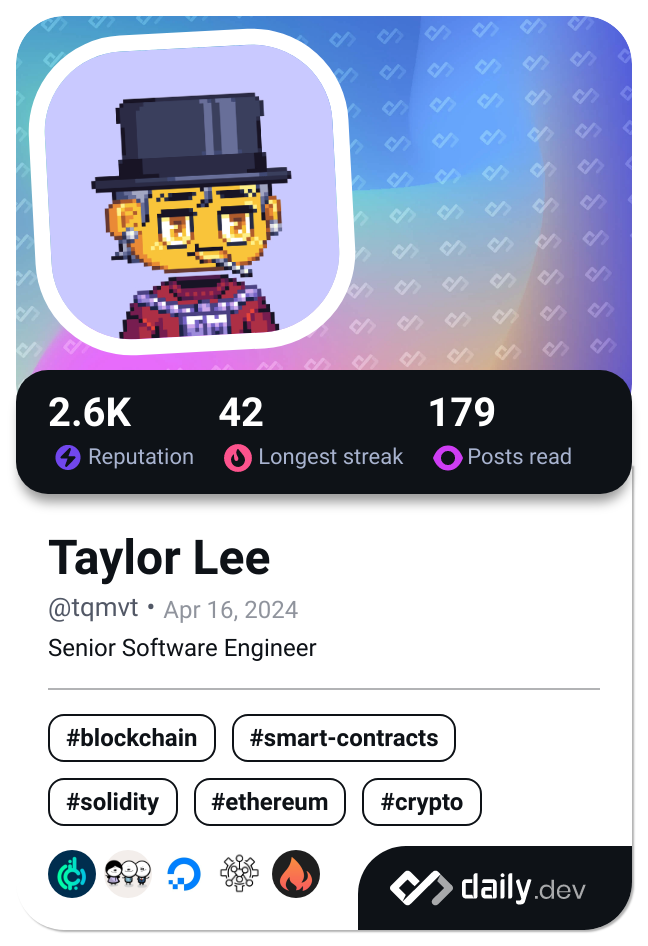 GM
2.6K 42 179
Reputation Longest streak Posts read
Taylor Lee
@tqmvt • Apr 16, 2024
Senior Software Engineer
#blockchain #smart-contracts
#solidity #ethereum #crypto
daily.dev